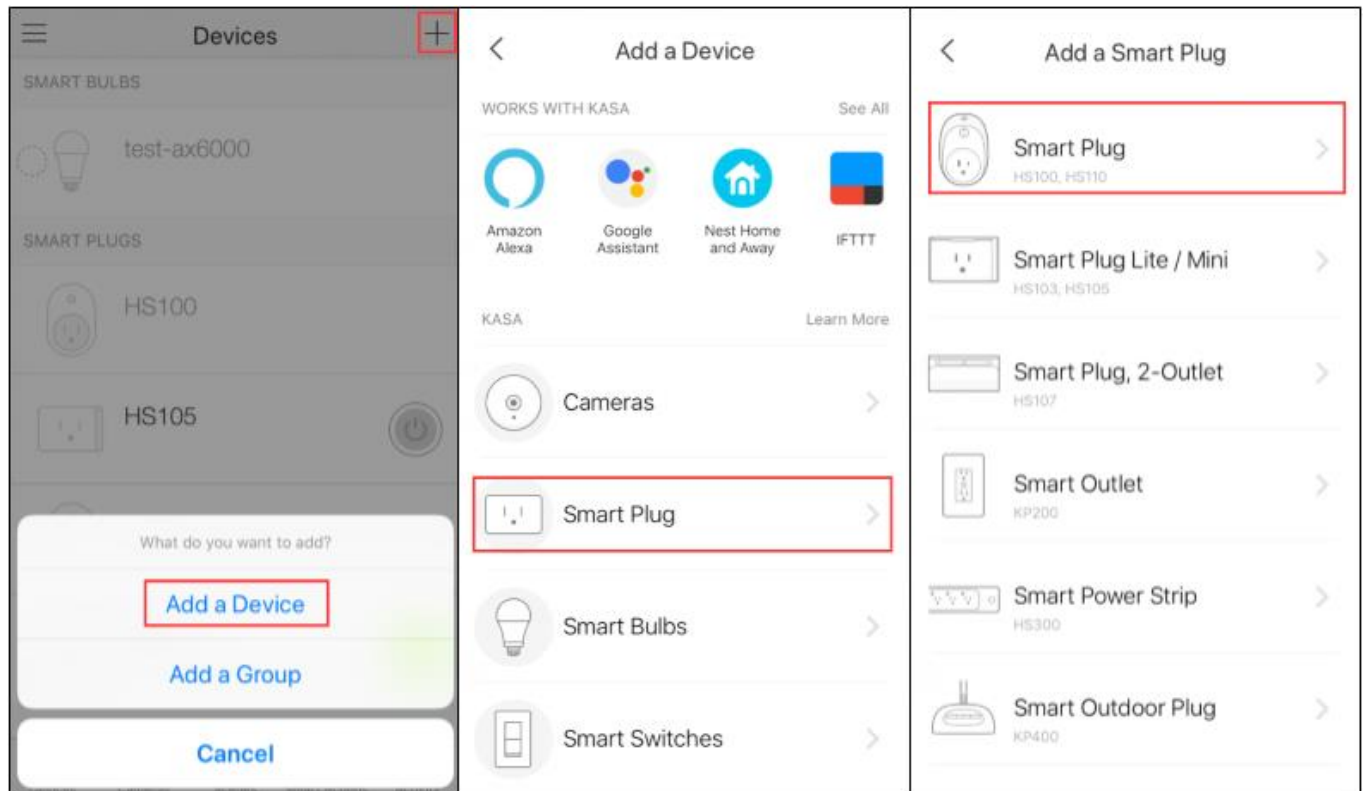 Devices
SMART BULBS
test-ax6000
SMART PLUGS
HS100
HS105
What do you want to add?
Add a Device
Add a Group
Cancel
Add a Device
WORKS WITH KASA See All
Amazon Alexa
Google Assistant
Nest Home and Away
IFTTT
KASA Learn More
Cameras
Smart Plug
Smart Bulbs
Smart Switches
Add a Smart Plug
Smart Plug
HS100, HS110
Smart Plug Lite / Mini
HS103, HS105
Smart Plug, 2-Outlet
HS107
Smart Outlet
KP200
Smart Power Strip
HS300
Smart Outdoor Plug
KP400